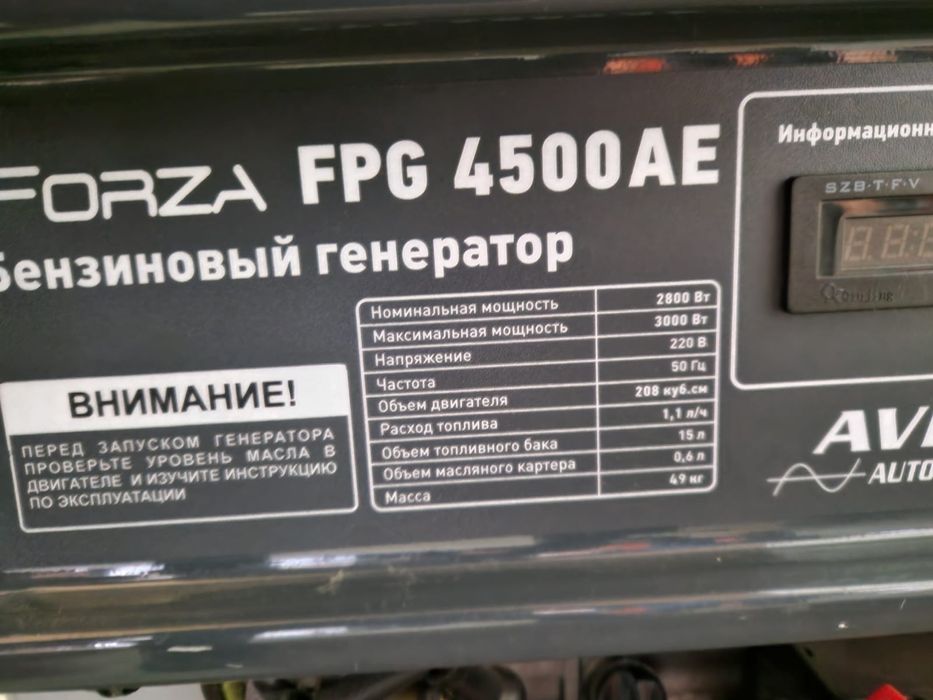 FORZA FPG 4500AE
Бензиновый генератор
Номинальная мощность 2800 Вт
Максимальная мощность 3000 Вт
Напряжение 220 В
Частота 50 Гц
Объем двигателя 208 куб.см
Расход топлива 1,1 л/ч
Объем топливного бака 15 л
Объем масляного картера 0,6 л
Масса 49 кг
ВНИМАНИЕ!
ПЕРЕД ЗАПУСКОМ ГЕНЕРАТОРА
ПРОВЕРЬТЕ УРОВЕНЬ МАСЛА В
ДВИГАТЕЛЕ И ИЗУЧИТЕ ИНСТРУКЦИЮ
ПО ЭКСПЛУАТАЦИИ
Информационн
SZB-T-F-V
AV
AUTO